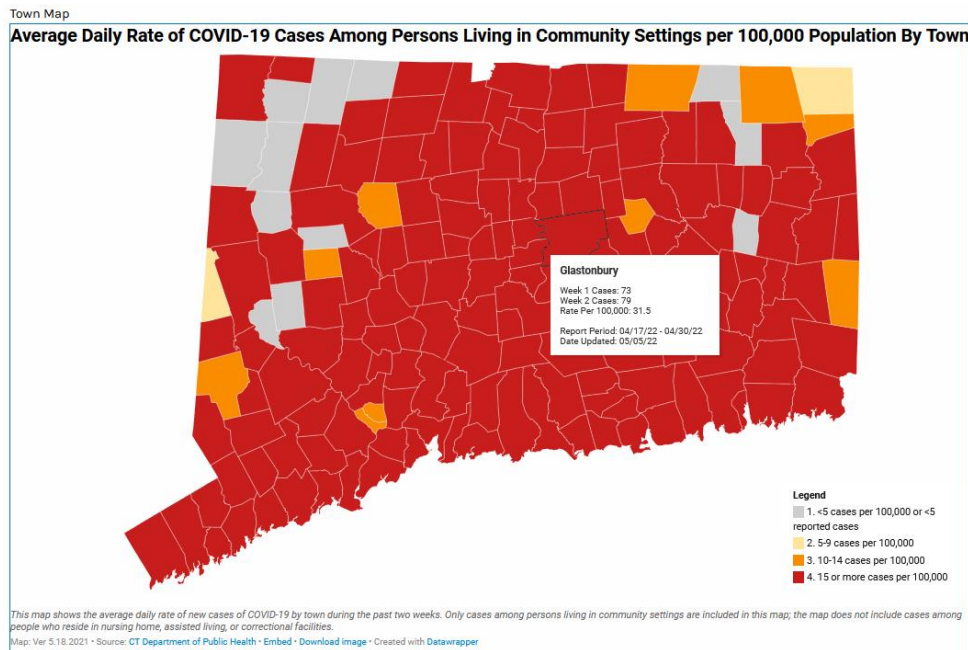 Town Map
Average Daily Rate of COVID-19 Cases Among Persons Living in Community Settings per 100,000 Population By Town
Glastonbury
Week 1 Cases: 73
Week 2 Cases: 79
Rate Per 100,000: 31.5
Report Period: 04/17/22 - 04/30/22
Date Updated: 05/05/22
Legend
1. <5 cases per 100,000 or <5
reported cases
2. 5-9 cases per 100,000
3. 10-14 cases per 100,000
4. 15 or more cases per 100,000
This map shows the average daily rate of new cases of COVID-19 by town during the past two weeks. Only cases among persons living in community settings are included in this map; the map does not include cases among
people who reside in nursing home, assisted living, or correctional facilities.
Map: Ver 5.18.2021 • Source: CT Department of Public Health • Embed • Download image • Created with Datawrapper